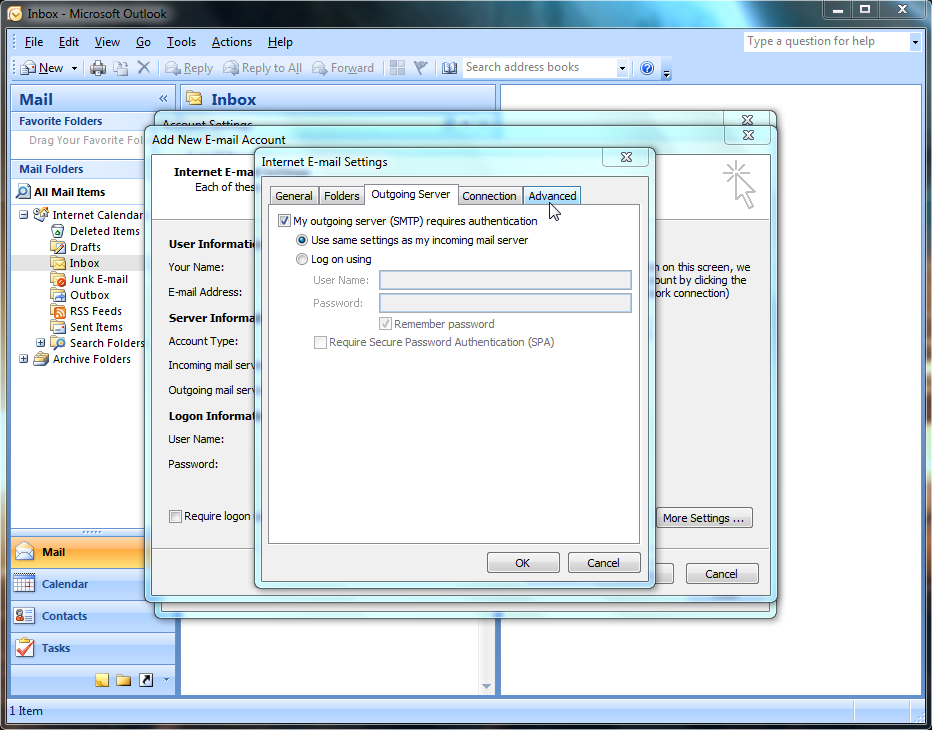 Inbox - Microsoft Outlook
File Edit View Go Tools Actions Help
Type a question for help
New Reply Reply to All Forward Search address books
Mail
Inbox
Favorite Folders
Drag Your Favorite Fol
Mail Folders
All Mail Items
Internet Calendar
Deleted Items
Drafts
Inbox
Junk E-mail
Outbox
RSS Feeds
Sent Items
Search Folders
Archive Folders
Mail
Calendar
Contacts
Tasks
1 Item
Account Settings
Add New E-mail Account
Internet E-ma
Each of these
User Informati
Your Name:
E-mail Address:
Server Informa
Account Type:
Incoming mail serv
Outgoing mail serv
Logon Informat
User Name:
Password:
Require logon
n on this screen, we
ount by clicking the
ork connection)
More Settings ...
Cancel
Internet E-mail Settings
General Folders Outgoing Server Connection Advanced
My outgoing server (SMTP) requires authentication
Use same settings as my incoming mail server
Log on using
User Name:
Password:
Remember password
Require Secure Password Authentication (SPA)
OK Cancel